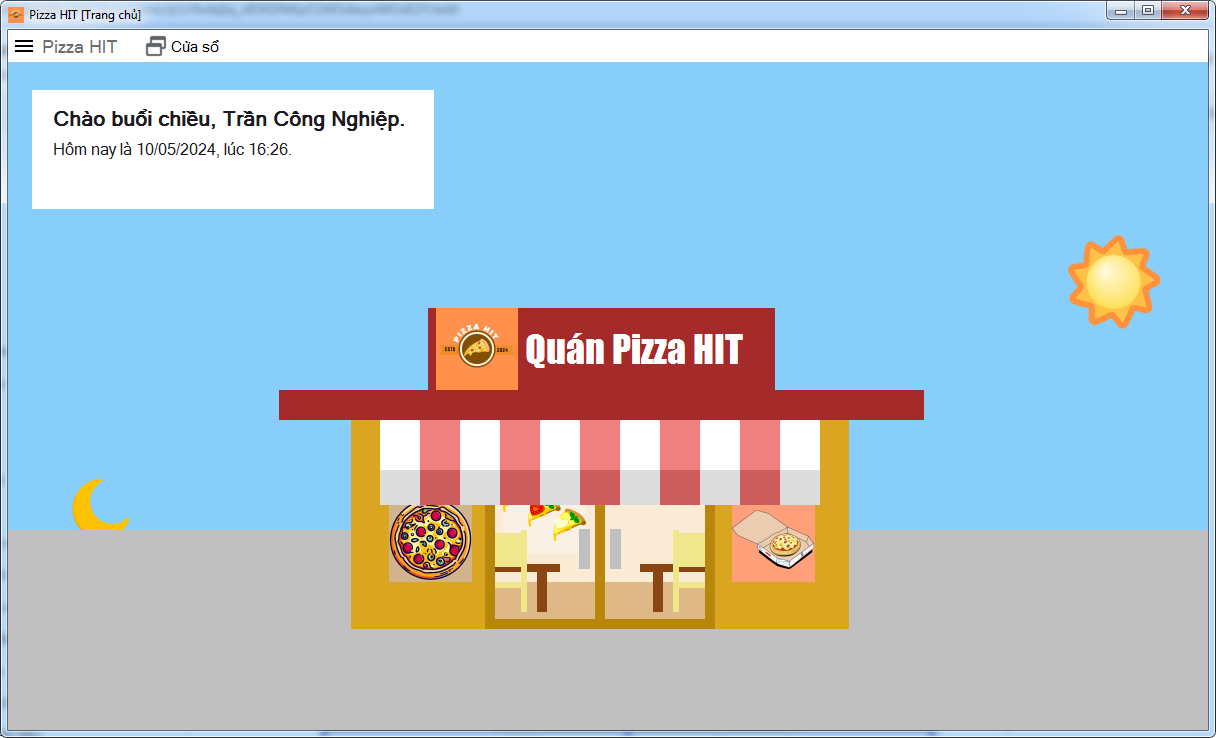 Pizza HIT [Trang chủ]
Pizza HIT
Cửa sổ
Chào buổi chiều, Trần Công Nghiệp.
Hôm nay là 10/05/2024, lúc 16:26.
PIZZA HIT
ESTD 2024
Quán Pizza HIT